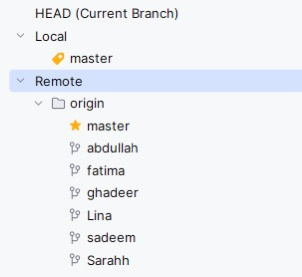 HEAD (Current Branch)
Local
master
Remote
origin
master
abdullah
fatima
ghadeer
Lina
sadeem
Sarahh